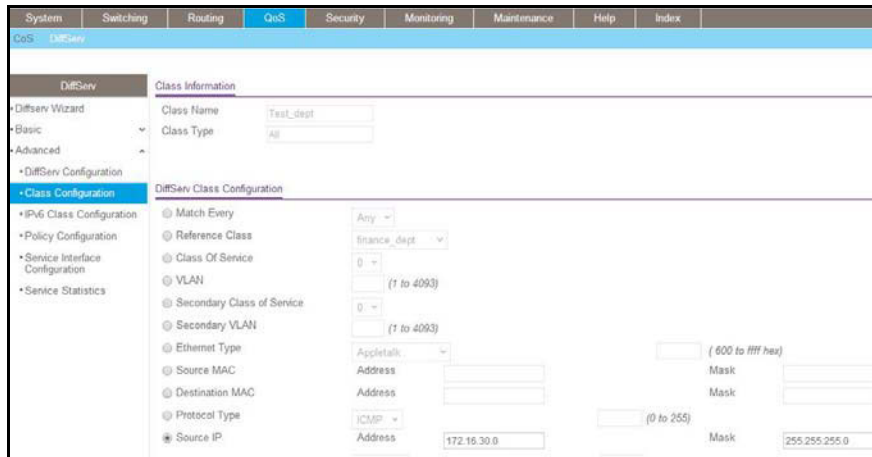 System Switching Routing QoS Security Monitoring Maintenance Help Index
CoS DiffServ
DiffServ
Diffserv Wizard
Basic
Advanced
DiffServ Configuration
Class Configuration
IPv6 Class Configuration
Policy Configuration
Service Interface
Configuration
Service Statistics
Class Information
Class Name Test_dept
Class Type All
DiffServ Class Configuration
Match Every Any
Reference Class finance_dept
Class Of Service 0
VLAN (1 to 4093)
Secondary Class of Service 0
Secondary VLAN (1 to 4093)
Ethernet Type Appletalk ( 600 to ffff hex)
Source MAC Address Mask
Destination MAC Address Mask
Protocol Type ICMP (0 to 255)
Source IP Address 172.16.30.0 Mask 255.255.255.0